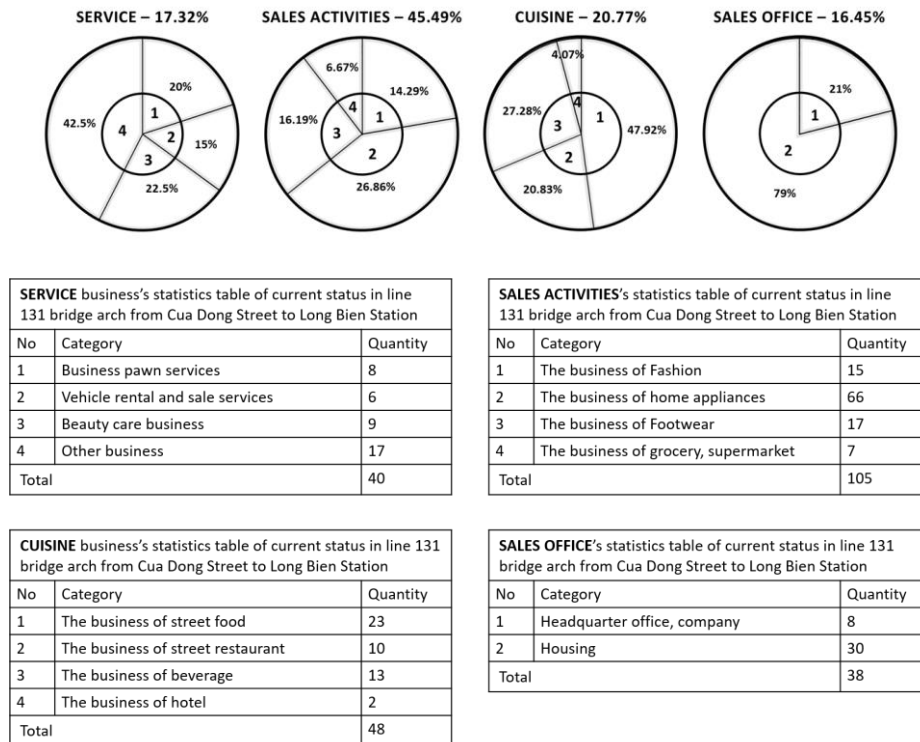 SERVICE – 17.32%
SALES ACTIVITIES – 45.49%
CUISINE – 20.77%
SALES OFFICE – 16.45%
20%
15%
22.5%
42.5%
1
2
3
4
6.67%
14.29%
16.19%
26.86%
4
1
3
2
4.07%
27.28%
47.92%
20.83%
4
1
3
2
21%
79%
1
2
SERVICE business's statistics table of current status in line
131 bridge arch from Cua Dong Street to Long Bien Station
No Category Quantity
1 Business pawn services 8
2 Vehicle rental and sale services 6
3 Beauty care business 9
4 Other business 17
Total 40
SALES ACTIVITIES's statistics table of current status in line
131 bridge arch from Cua Dong Street to Long Bien Station
No Category Quantity
1 The business of Fashion 15
2 The business of home appliances 66
3 The business of Footwear 17
4 The business of grocery, supermarket 7
Total 105
CUISINE business's statistics table of current status in line 131
bridge arch from Cua Dong Street to Long Bien Station
No Category Quantity
1 The business of street food 23
2 The business of street restaurant 10
3 The business of beverage 13
4 The business of hotel 2
Total 48
SALES OFFICE's statistics table of current status in line 131
bridge arch from Cua Dong Street to Long Bien Station
No Category Quantity
1 Headquarter office, company 8
2 Housing 30
Total 38